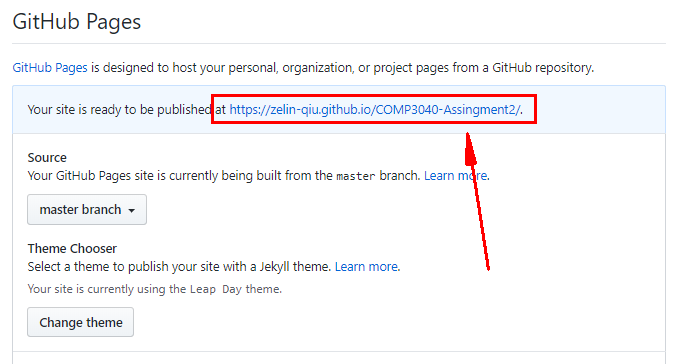 GitHub Pages
GitHub Pages is designed to host your personal, organization, or project pages from a GitHub repository.
Your site is ready to be published at https://zelin-qiu.github.io/COMP3040-Assingment2/.
Source
Your GitHub Pages site is currently being built from the master branch. Learn more.
master branch
Theme Chooser
Select a theme to publish your site with a Jekyll theme. Learn more.
Your site is currently using the Leap Day theme.
Change theme